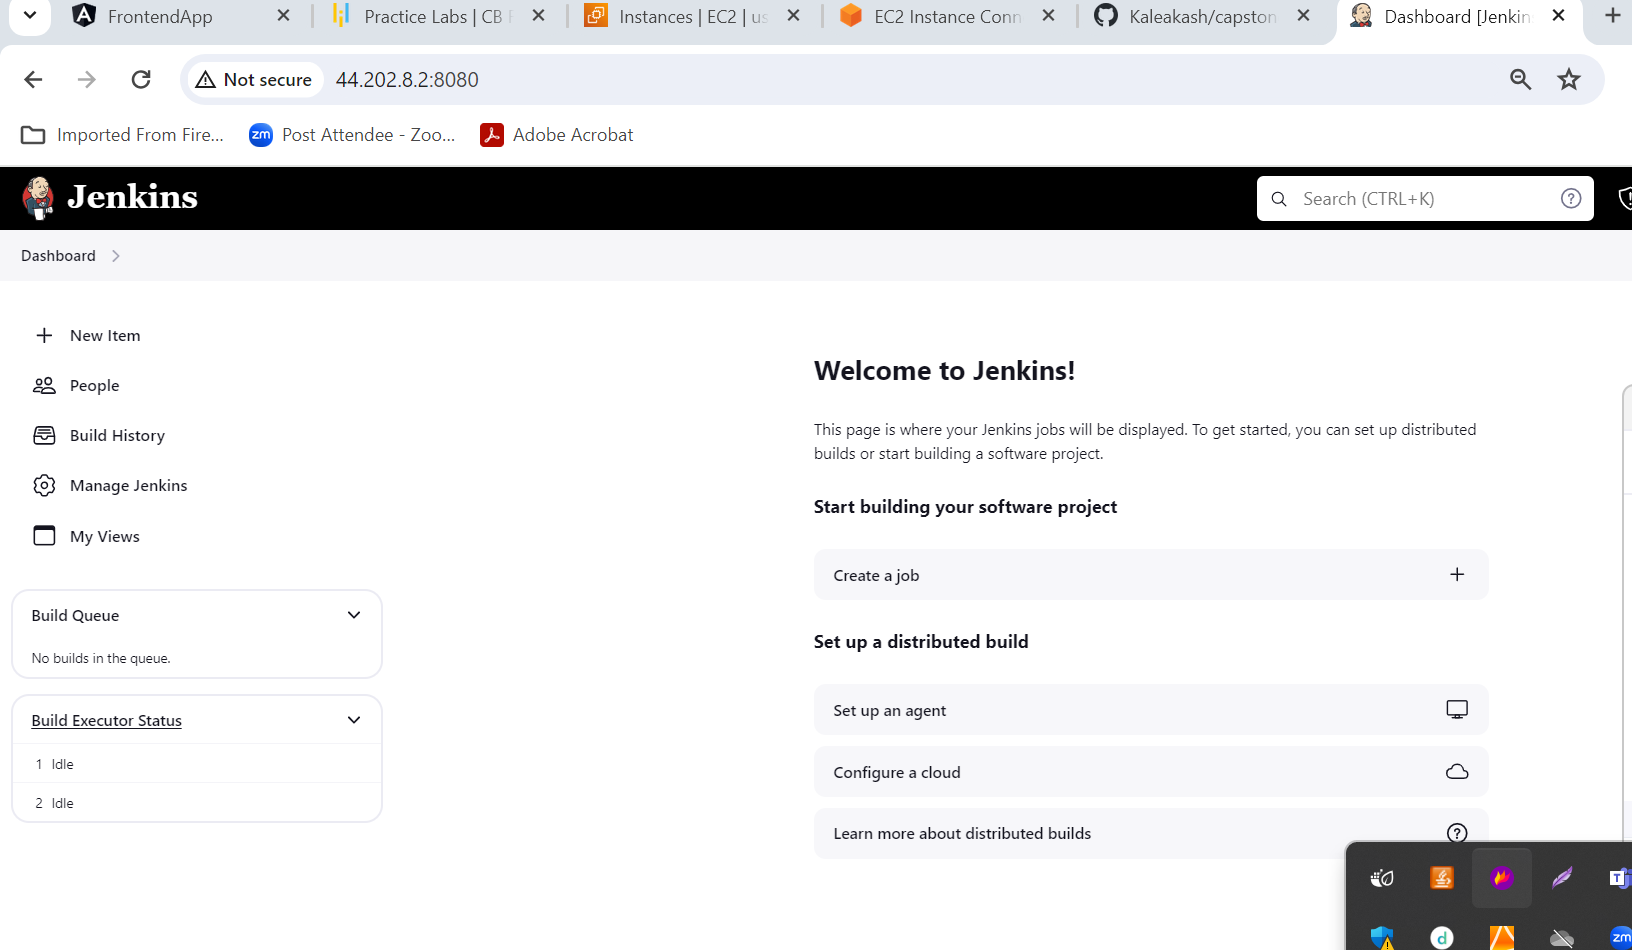 FrontendApp
Practice Labs | CB
Instances | EC2 | us
EC2 Instance Conn
Kaleakash/capston
Dashboard [Jenkin
Not secure 44.202.8.2:8080
Imported From Fire... zm Post Attendee - Zoo... Adobe Acrobat
Jenkins
Search (CTRL+K)
Dashboard
New Item
People
Build History
Manage Jenkins
My Views
Build Queue
No builds in the queue.
Build Executor Status
1 Idle
2 Idle
Welcome to Jenkins!
This page is where your Jenkins jobs will be displayed. To get started, you can set up distributed
builds or start building a software project.
Start building your software project
Create a job
Set up a distributed build
Set up an agent
Configure a cloud
Learn more about distributed builds
T
d
zm